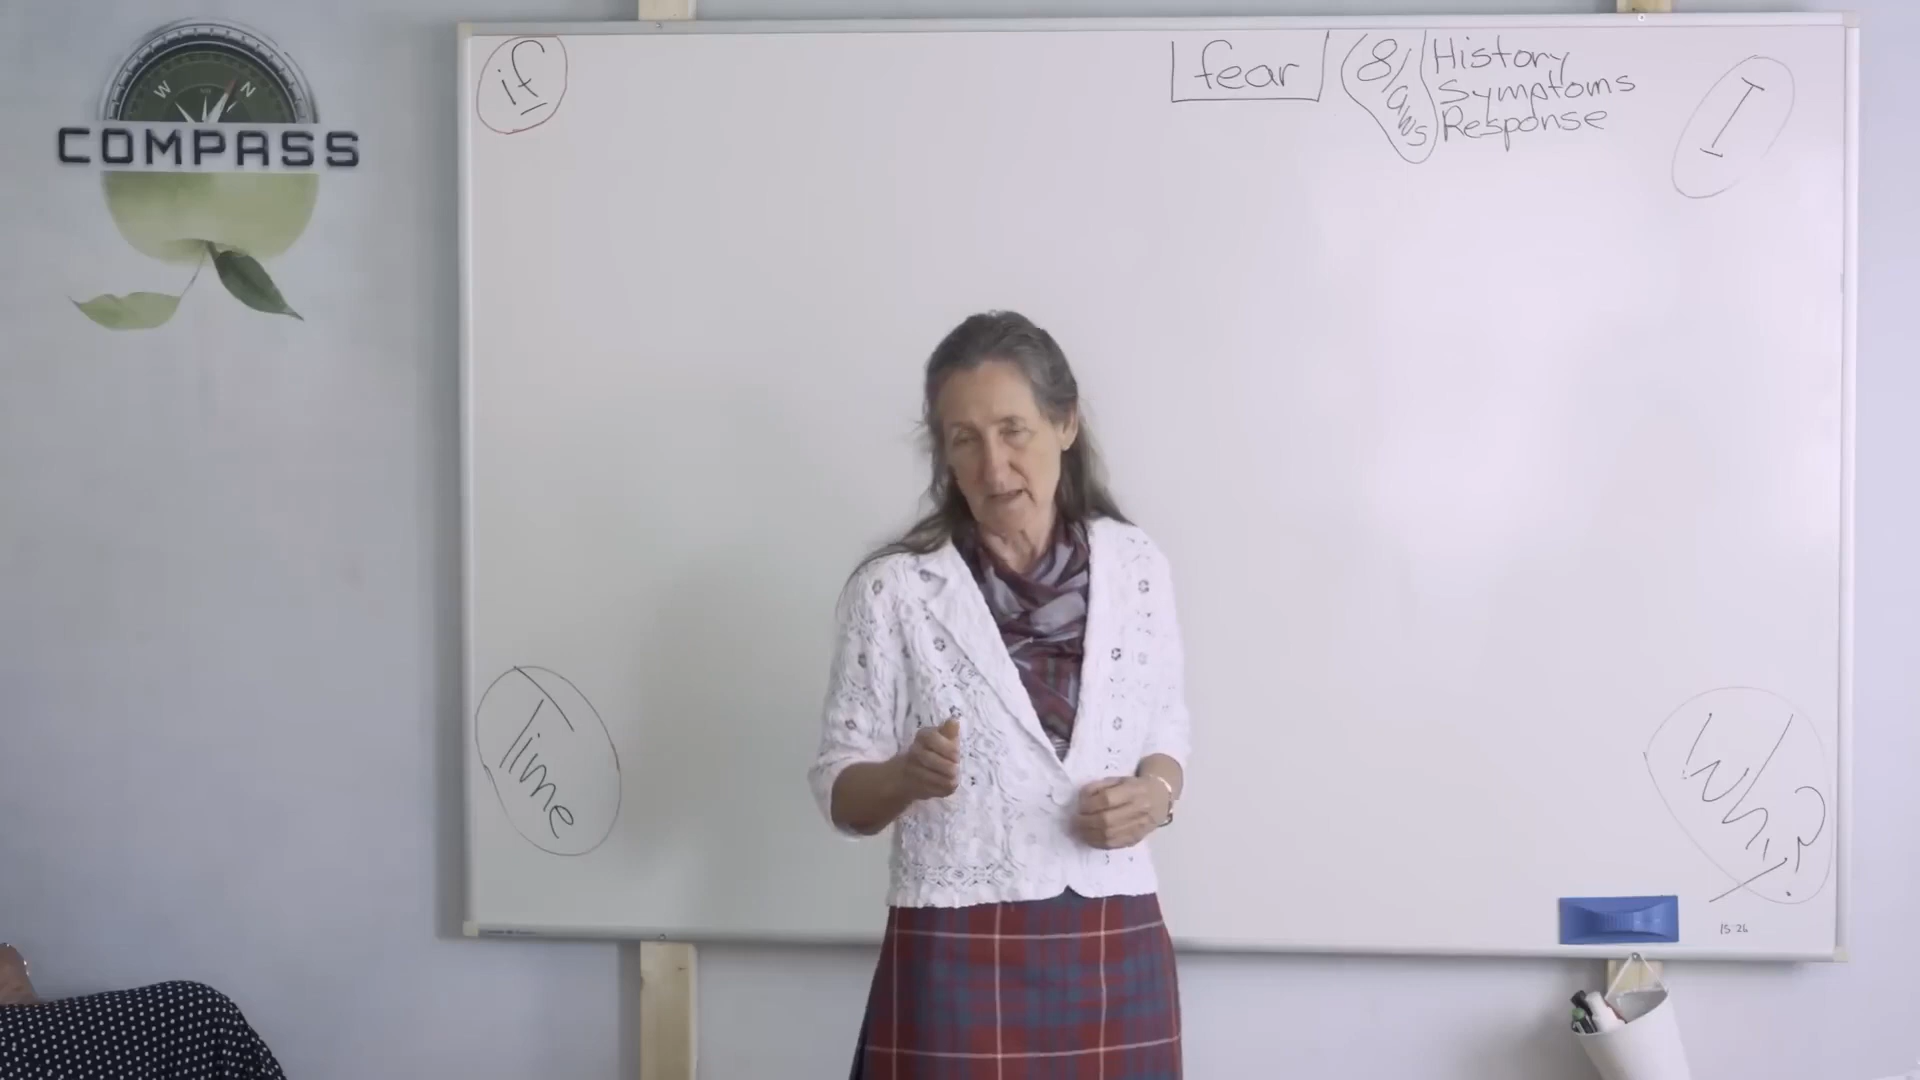 W N
COMPASS
if
fear
8 laws
History
Symptoms
Response
I
Time
Why?
15 26